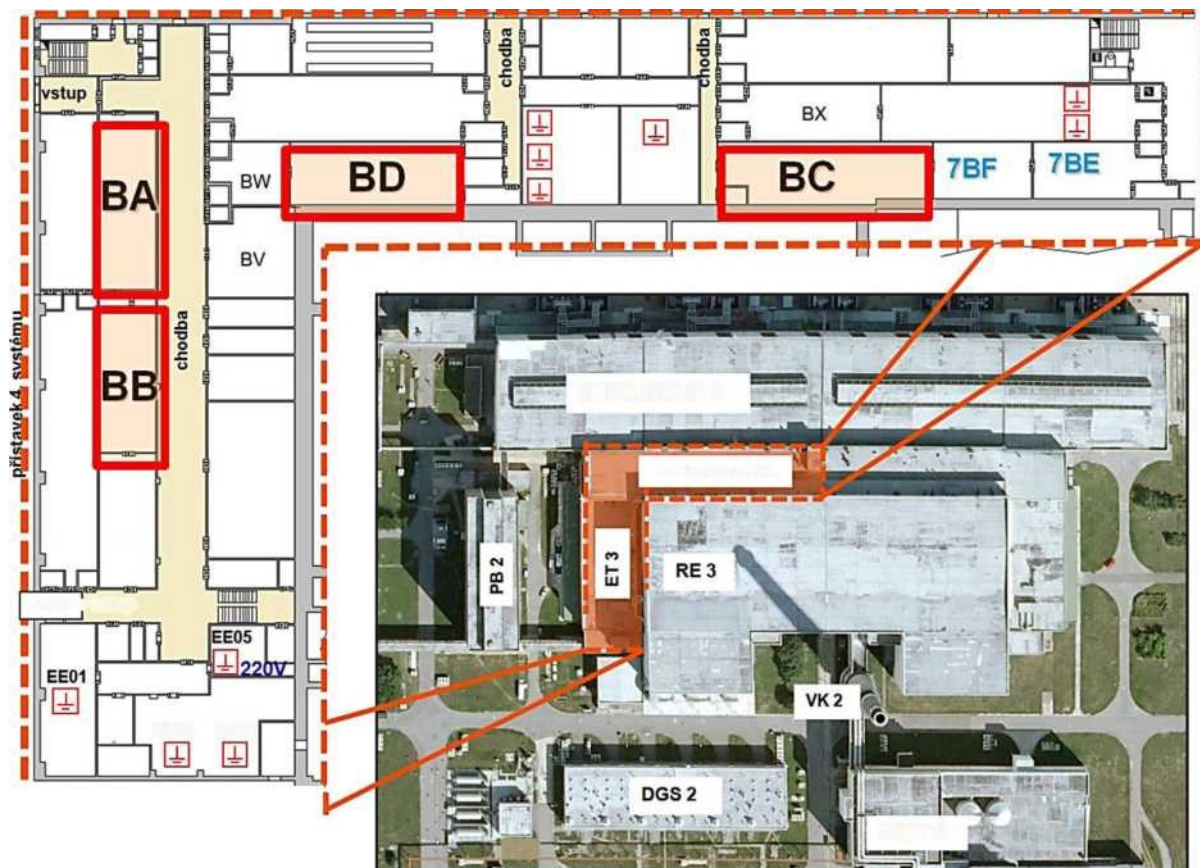 vstup
chodba
chodba
chodba
BA
BW
BD
BX
BC
7BF
7BE
BV
BB
přístavek 4. systému
EE05
220V
EE01
PB 2
ET 3
RE 3
VK 2
DGS 2